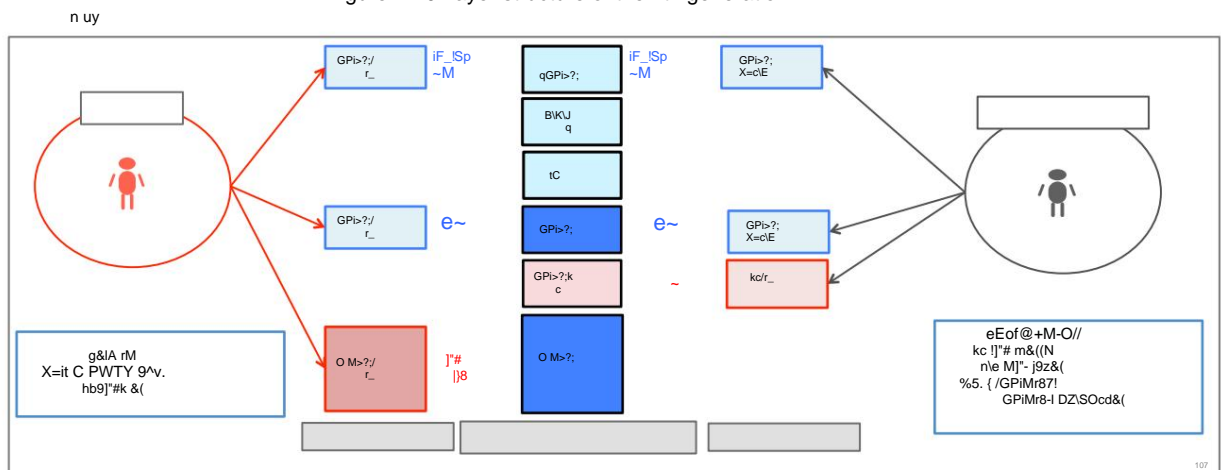 n uy
GPi>?;/
r_
iF_!Sp
~M
qGPi>?;
iF_!Sp
~M
GPi>?;
X=c\E
B\K\J
q
tC
GPi>?;/
r_
e~
GPi>?;
e~
GPi>?;
X=c\E
GPi>?;k
c
~
kc/r_
O M>?;/
r_
]"#
|}8
O M>?;
g&lA rM
X=it C PWTY 9^v.
hb9]"#k &(
eEof@+M-O//
kc !]"# m&((N
n\e M]"- j9z&(
%5. { /GPiMr87!
GPiMr8-I DZ\SOcd&(
107